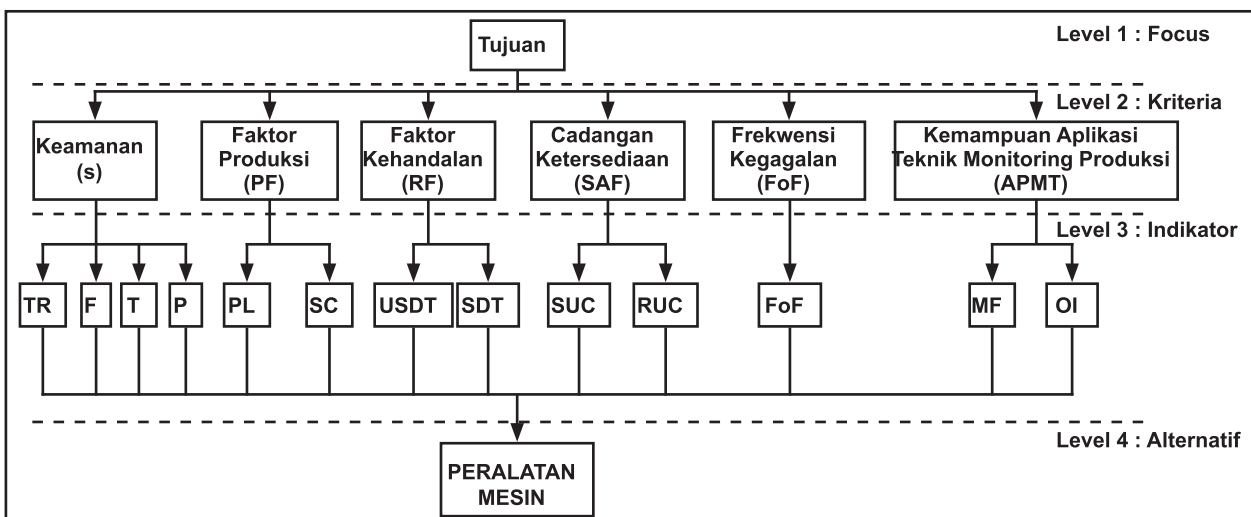 Tujuan
Level 1 : Focus
Level 2 : Kriteria
Keamanan
(s)
Faktor
Produksi
(PF)
Faktor
Kehandalan
(RF)
Cadangan
Ketersediaan
(SAF)
Frekwensi
Kegagalan
(FoF)
Kemampuan Aplikasi
Teknik Monitoring Produksi
(APMT)
Level 3 : Indikator
TR
F
T
P
PL
SC
USDT
SDT
SUC
RUC
FoF
MF
OI
Level 4 : Alternatif
PERALATAN
MESIN